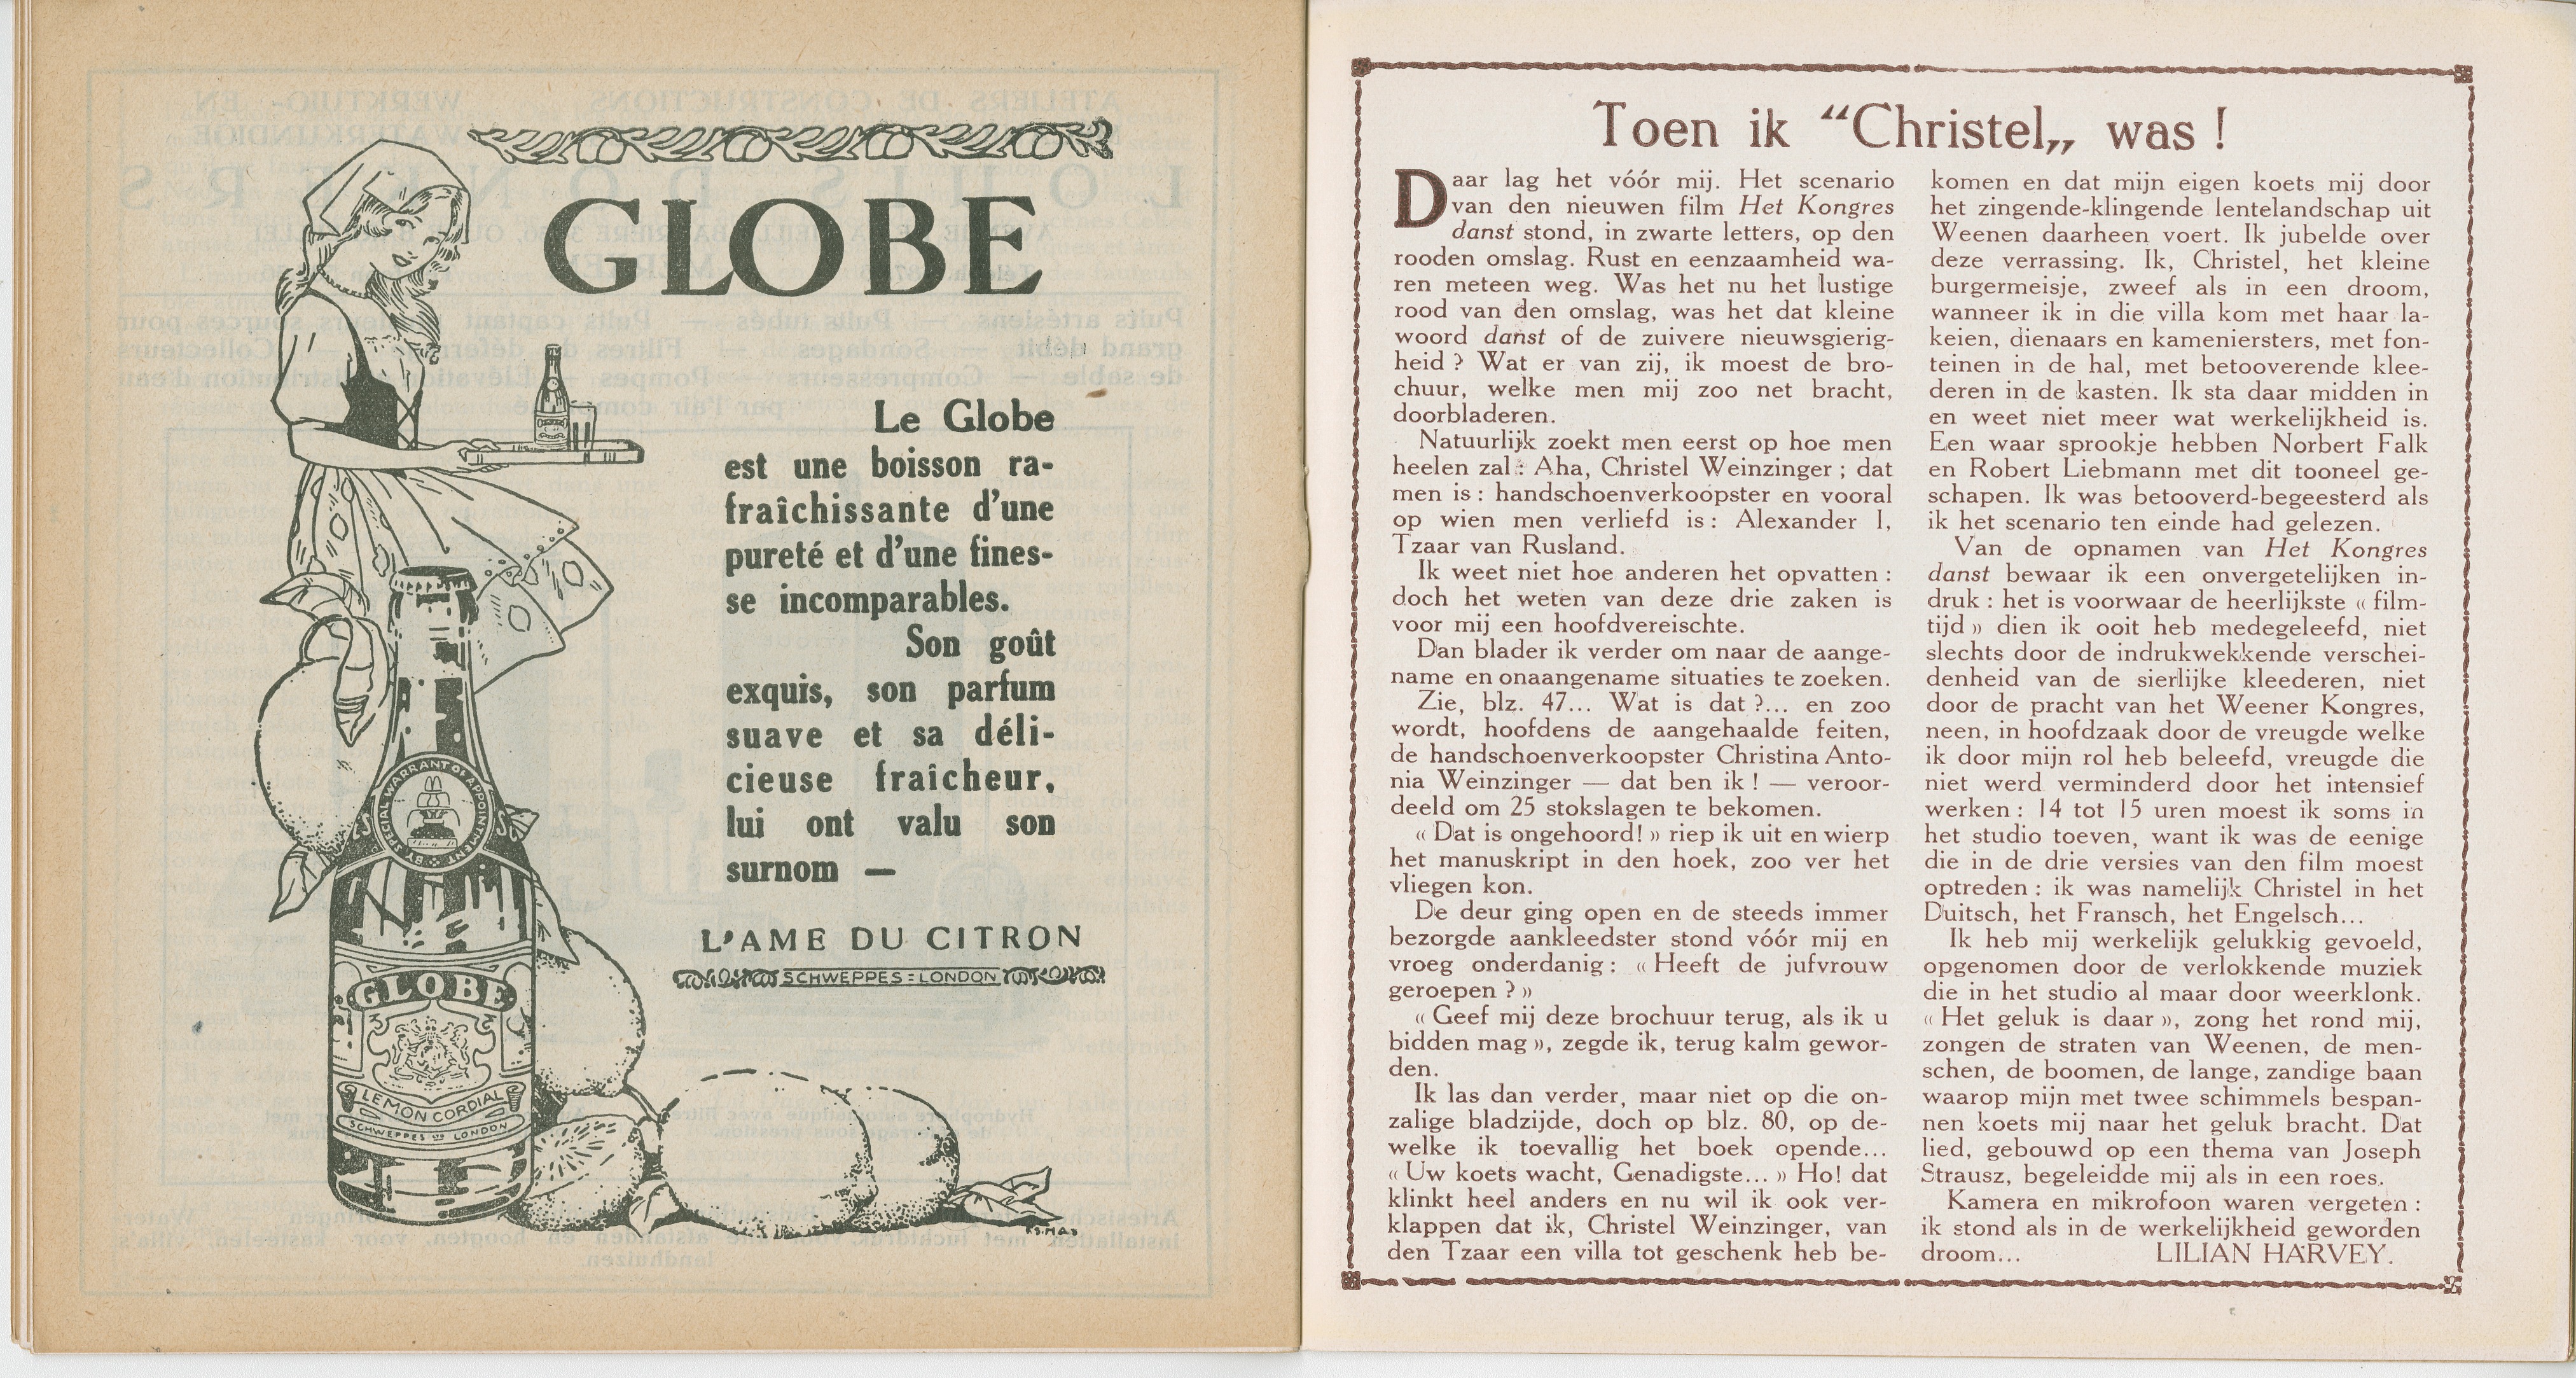 GLOBE
Le Globe
est une boisson ra-
fraîchissante d'une
pureté et d'une fines-
se incomparables.
Son goût
exquis, son parfum
suave et sa déli-
cieuse fraîcheur,
lui ont valu son
surnom —
L'AME DU CITRON
SCHWEPPES=LONDON
BY SPECIAL WARRANT OF APPOINTMENT
GLOBE
LEMON CORDIAL
SCHWEPPES LTD LONDON
Toen ik “Christel„ was !
Daar lag het vóór mij. Het scenario
van den nieuwen film Het Kongres
danst stond, in zwarte letters, op den
rooden omslag. Rust en eenzaamheid wa-
ren meteen weg. Was het nu het lustige
rood van den omslag, was het dat kleine
woord danst of de zuivere nieuwsgierig-
heid ? Wat er van zij, ik moest de bro-
chuur, welke men mij zoo net bracht,
doorbladeren.
Natuurlijk zoekt men eerst op hoe men
heelen zal : Aha, Christel Weinzinger ; dat
men is : handschoenverkoopster en vooral
op wien men verliefd is : Alexander I,
Tzaar van Rusland.
Ik weet niet hoe anderen het opvatten :
doch het weten van deze drie zaken is
voor mij een hoofdvereischte.
Dan blader ik verder om naar de aange-
name en onaangename situaties te zoeken.
Zie, blz. 47... Wat is dat ?... en zoo
wordt, hoofdens de aangehaalde feiten,
de handschoenverkoopster Christina Anto-
nia Weinzinger — dat ben ik ! — veroor-
deeld om 25 stokslagen te bekomen.
« Dat is ongehoord! » riep ik uit en wierp
het manuskript in den hoek, zoo ver het
vliegen kon.
De deur ging open en de steeds immer
bezorgde aankleedster stond vóór mij en
vroeg onderdanig : « Heeft de jufvrouw
geroepen ? »
« Geef mij deze brochuur terug, als ik u
bidden mag », zegde ik, terug kalm gewor-
den.
Ik las dan verder, maar niet op die on-
zalige bladzijde, doch op blz. 80, op de-
welke ik toevallig het boek opende...
« Uw koets wacht, Genadigste... » Ho! dat
klinkt heel anders en nu wil ik ook ver-
klappen dat ik, Christel Weinzinger, van
den Tzaar een villa tot geschenk heb be-
komen en dat mijn eigen koets mij door
het zingende-klingende lentelandschap uit
Weenen daarheen voert. Ik jubelde over
deze verrassing. Ik, Christel, het kleine
burgermeisje, zweef als in een droom,
wanneer ik in die villa kom met haar la-
keien, dienaars en kameniersters, met fon-
teinen in de hal, met betooverende klee-
deren in de kasten. Ik sta daar midden in
en weet niet meer wat werkelijkheid is.
Een waar sprookje hebben Norbert Falk
en Robert Liebmann met dit tooneel ge-
schapen. Ik was betooverd-begeesterd als
ik het scenario ten einde had gelezen.
Van de opnamen van Het Kongres
danst bewaar ik een onvergetelijken in-
druk : het is voorwaar de heerlijkste « film-
tijd » dien ik ooit heb medegeleefd, niet
slechts door de indrukwekkende verschei-
denheid van de sierlijke kleederen, niet
door de pracht van het Weener Kongres,
neen, in hoofdzaak door de vreugde welke
ik door mijn rol heb beleefd, vreugde die
niet werd verminderd door het intensief
werken : 14 tot 15 uren moest ik soms in
het studio toeven, want ik was de eenige
die in de drie versies van den film moest
optreden : ik was namelijk Christel in het
Duitsch, het Fransch, het Engelsch...
Ik heb mij werkelijk gelukkig gevoeld,
opgenomen door de verlokkende muziek
die in het studio al maar door weerklonk.
« Het geluk is daar », zong het rond mij,
zongen de straten van Weenen, de men-
schen, de boomen, de lange, zandige baan
waarop mijn met twee schimmels bespan-
nen koets mij naar het geluk bracht. Dat
lied, gebouwd op een thema van Joseph
Strausz, begeleidde mij als in een roes.
Kamera en mikrofoon waren vergeten :
ik stond als in de werkelijkheid geworden
droom... LILIAN HARVEY.